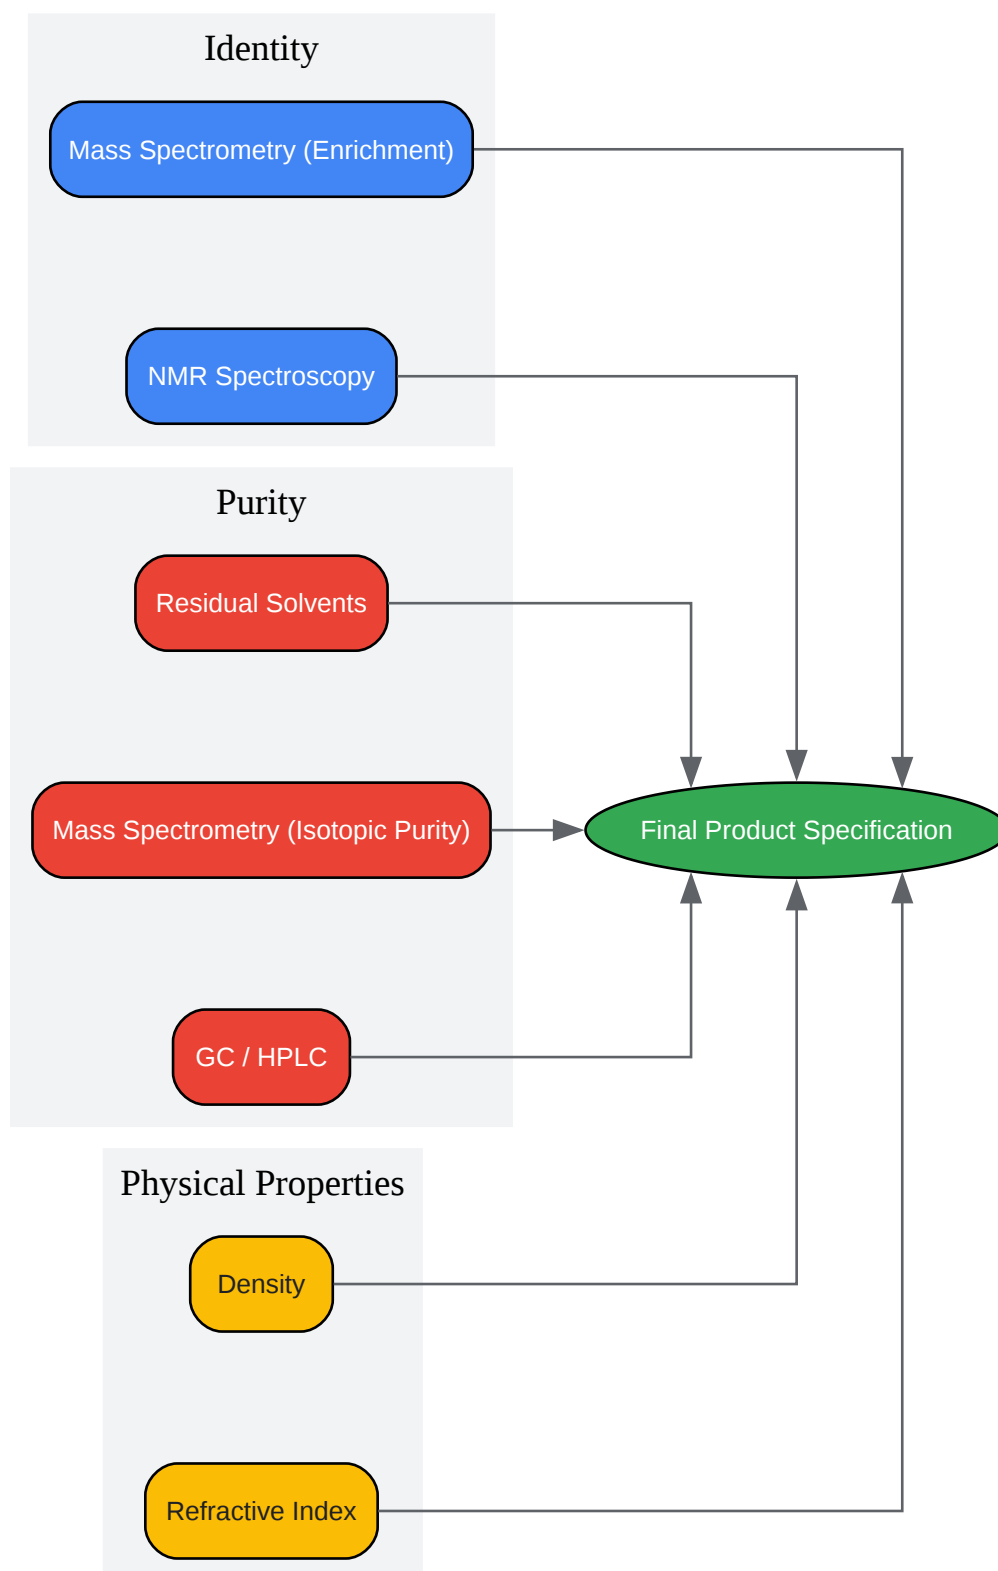 Identity
Mass Spectrometry (Enrichment)
NMR Spectroscopy
Purity
Residual Solvents
Mass Spectrometry (Isotopic Purity)
Final Product Specification
GC / HPLC
Physical Properties
Density
Refractive Index